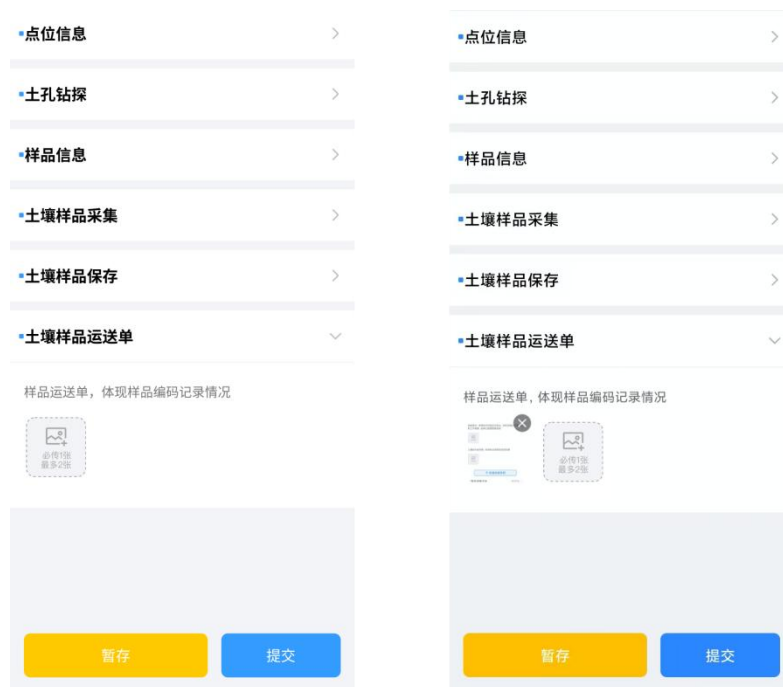 点位信息
土孔钻探
样品信息
土壤样品采集
土壤样品保存
土壤样品运送单
样品运送单，体现样品编码记录情况
必传1张
最多2张
暂存
提交
点位信息
土孔钻探
样品信息
土壤样品采集
土壤样品保存
土壤样品运送单
样品运送单，体现样品编码记录情况
必传1张
最多2张
暂存
提交